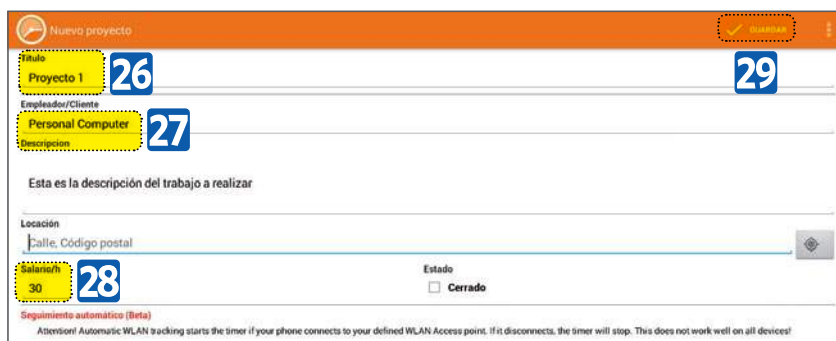 Nuevo proyecto
GUARDAR
Titulo
Proyecto 1
26
29
Empleador/Cliente
Personal Computer
27
Descripcion
Esta es la descripción del trabajo a realizar
Locación
Calle, Código postal
Salario/h
28
Estado
30
Cerrado
Seguimiento automático (Beta)
Attention! Automatic WLAN tracking starts the timer if your phone connects to your defined WLAN Access point. If it disconnects, the timer will stop. This does not work well on all devices!